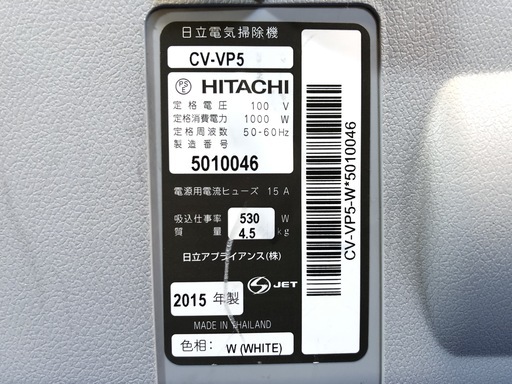 日立電気掃除機
CV-VP5
PS
E
HITACHI
定格電圧 100 V
定格消費電力 1000 W
定格周波数 50-60Hz
製造番号
5010046
電源用電流ヒューズ 15A
吸込仕事率 530 W
質量 4.5 kg
日立アプライアンス(株)
2015 年製
S JET
MADE IN THAILAND
色相: W (WHITE)
CV-VP5-W*5010046